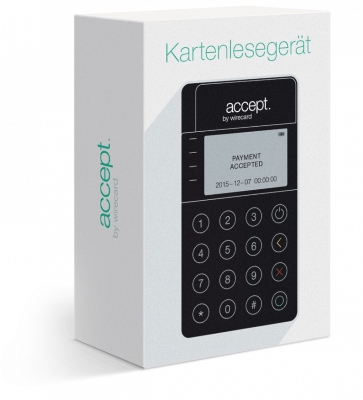 Kartenlesegerät
accept.
by wirecard
accept.
by wirecard
PAYMENT
ACCEPTED
2015-12-07 00:00:00
1 2 3
4 5 6 <
7 8 9 X
* 0 # O